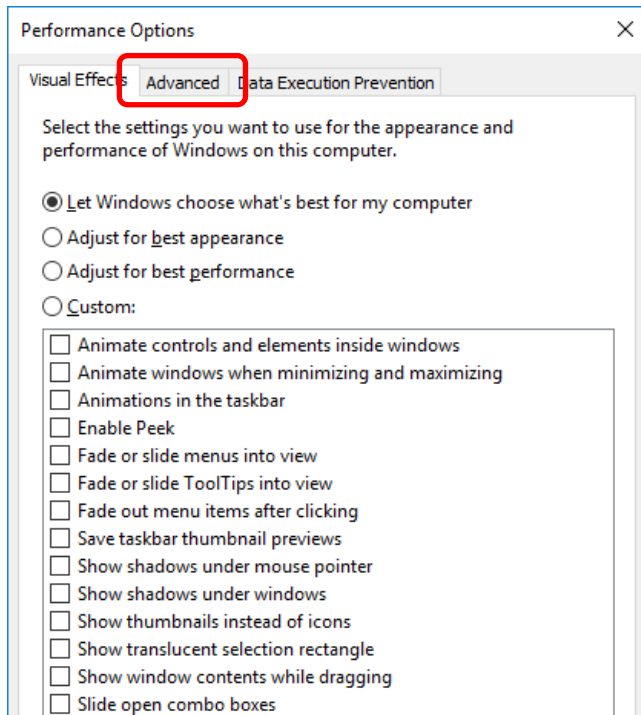 Performance Options
Visual Effects Advanced Data Execution Prevention
Select the settings you want to use for the appearance and
performance of Windows on this computer.
Let Windows choose what's best for my computer
Adjust for best appearance
Adjust for best performance
Custom:
Animate controls and elements inside windows
Animate windows when minimizing and maximizing
Animations in the taskbar
Enable Peek
Fade or slide menus into view
Fade or slide ToolTips into view
Fade out menu items after clicking
Save taskbar thumbnail previews
Show shadows under mouse pointer
Show shadows under windows
Show thumbnails instead of icons
Show translucent selection rectangle
Show window contents while dragging
Slide open combo boxes